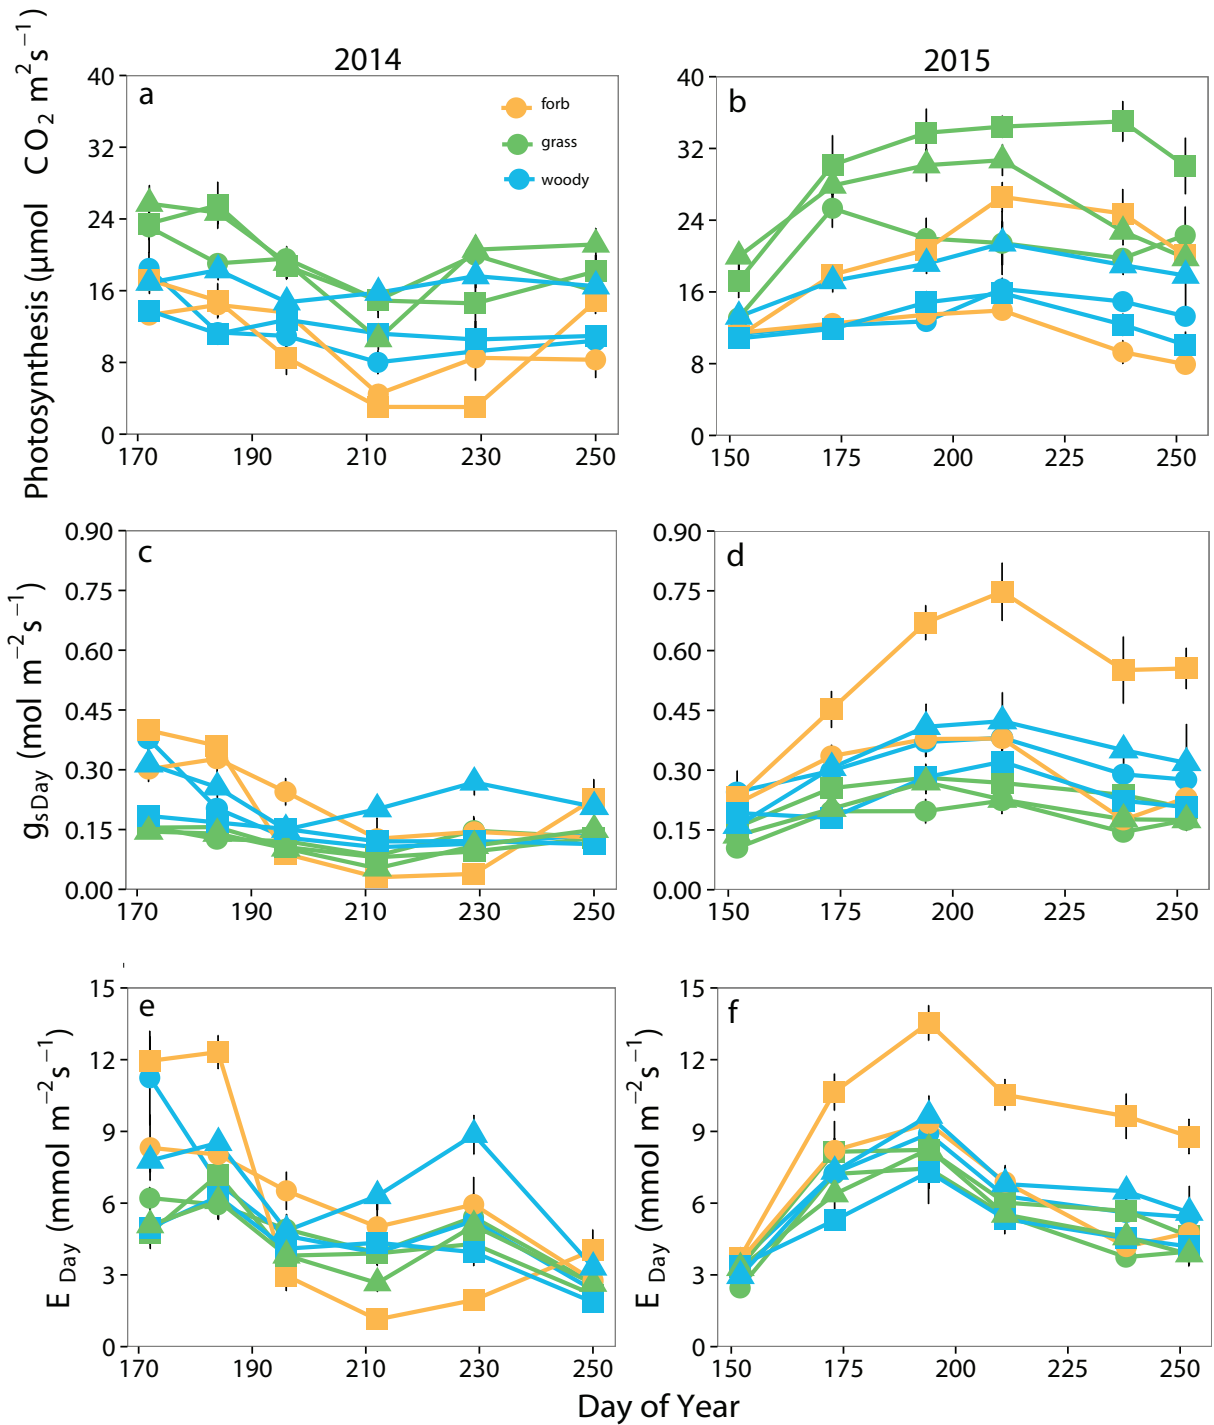 2014
2015
Photosynthesis (µmol CO2 m²s⁻¹)
a
forb
grass
woody
40
32
24
16
8
0
170 190 210 230 250
b
40
32
24
16
8
0
150 175 200 225 250
gsDay (mol m⁻²s⁻¹)
c
0.90
0.75
0.60
0.45
0.30
0.15
0.00
170 190 210 230 250
d
0.90
0.75
0.60
0.45
0.30
0.15
0.00
150 175 200 225 250
E Day (mmol m⁻²s⁻¹)
e
15
12
9
6
3
0
170 190 210 230 250
E Day (mmol m⁻²s⁻¹)
f
15
12
9
6
3
0
150 175 200 225 250
Day of Year